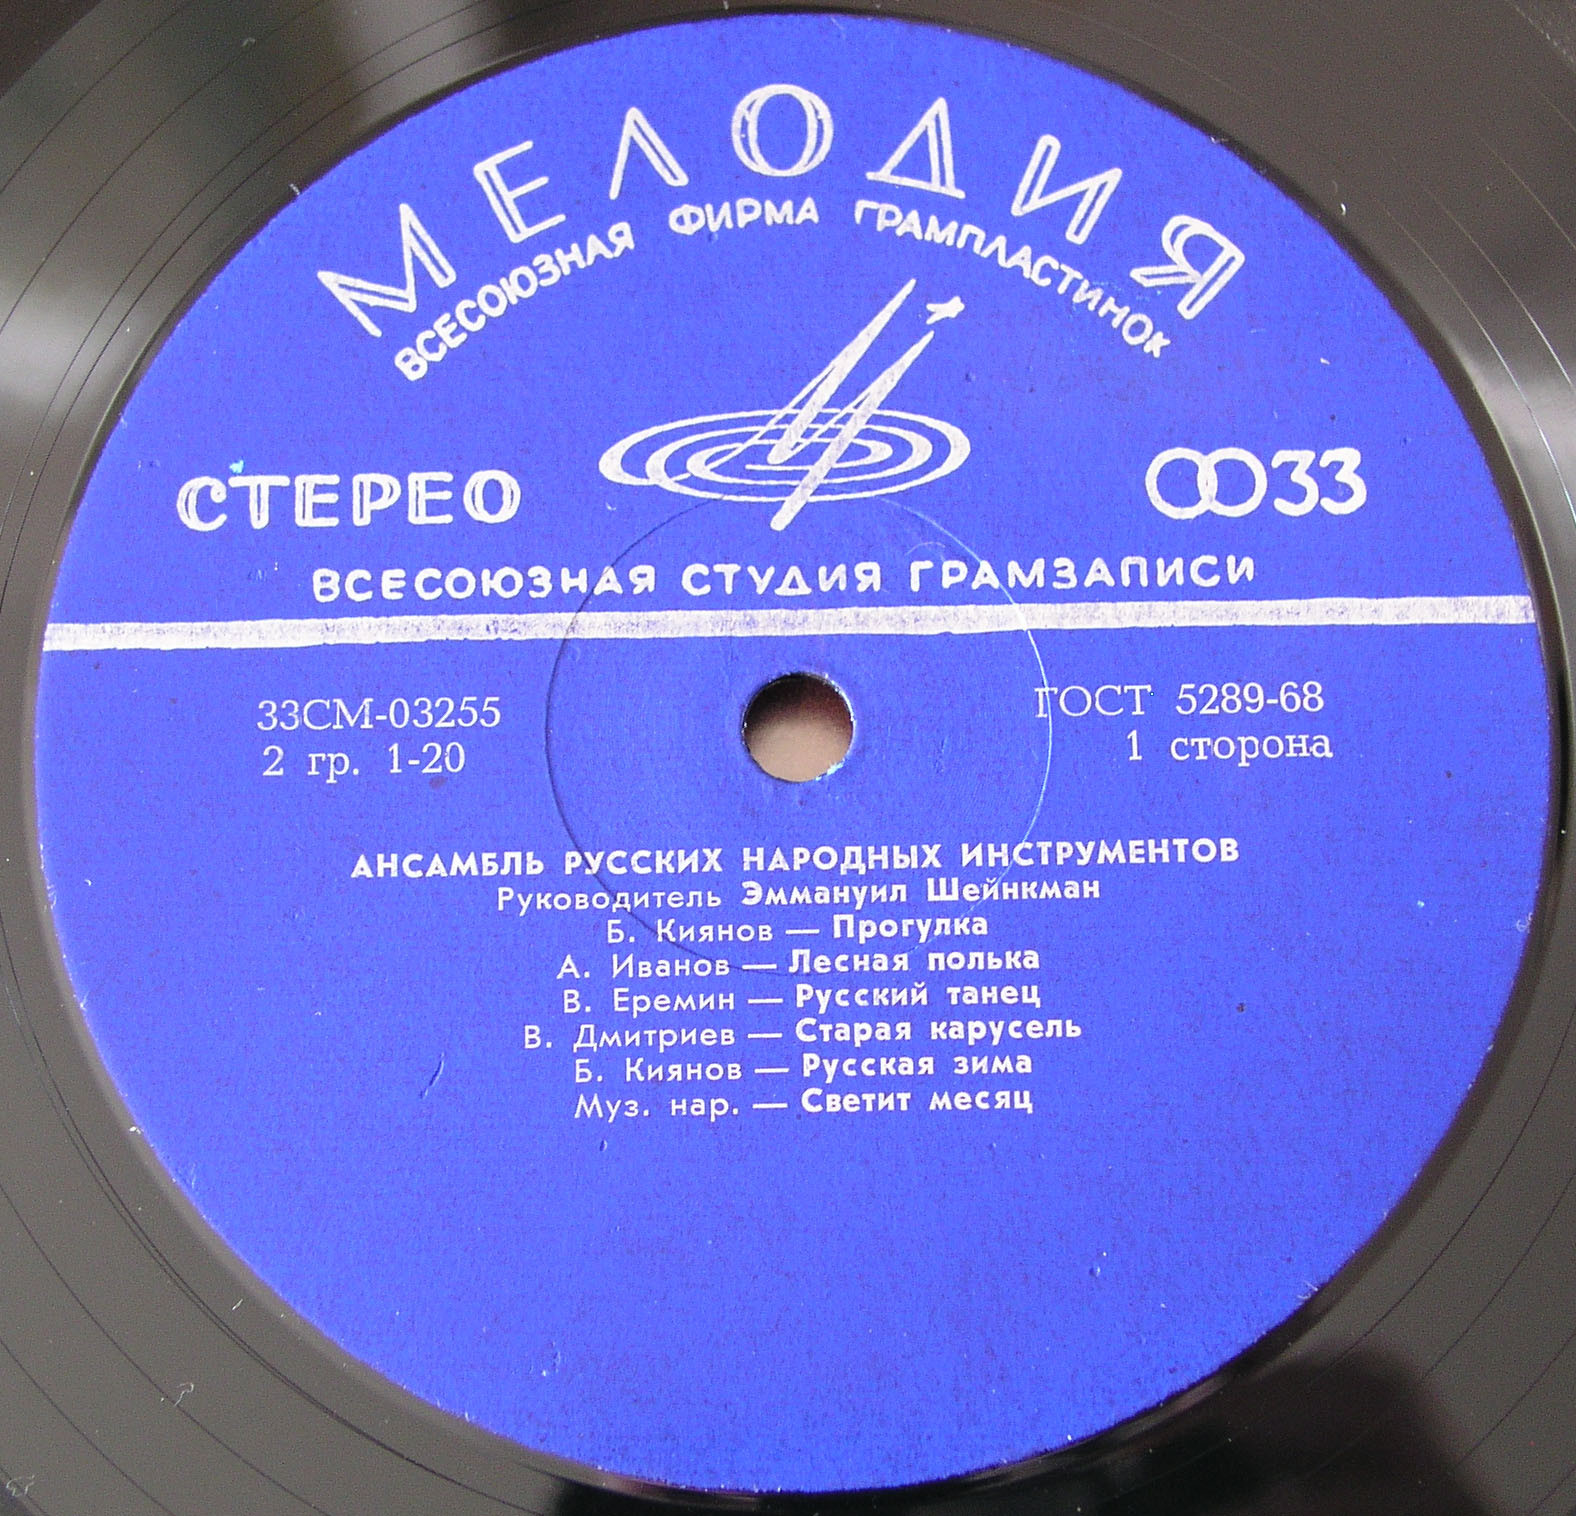 МЕЛОДИЯ
ВСЕСОЮЗНАЯ ФИРМА ГРАМПЛАСТИНОК
СТЕРЕО
33
ВСЕСОЮЗНАЯ СТУДИЯ ГРАМЗАПИСИ
33СМ-03255
2 гр. 1-20
ГОСТ 5289-68
1 сторона
АНСАМБЛЬ РУССКИХ НАРОДНЫХ ИНСТРУМЕНТОВ
Руководитель Эммануил Шейнкман
Б. Киянов — Прогулка
А. Иванов — Лесная полька
В. Еремин — Русский танец
В. Дмитриев — Старая карусель
Б. Киянов — Русская зима
Муз. нар. — Светит месяц